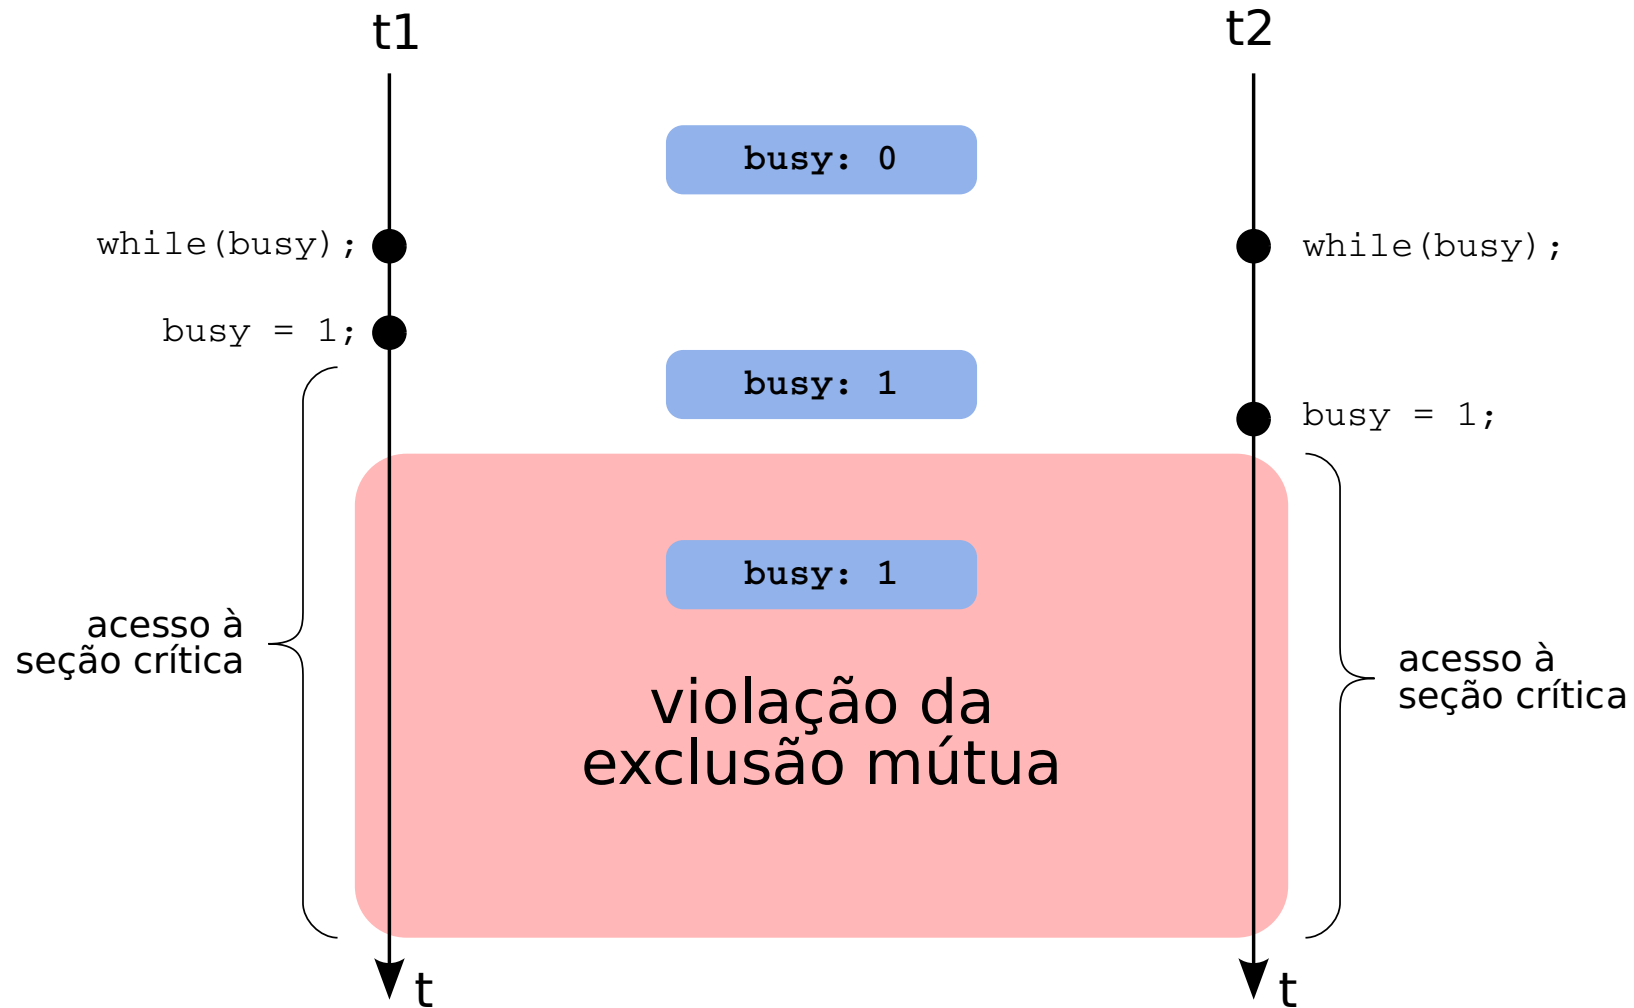 t1
t2
busy: 0
while(busy);
while(busy);
busy = 1;
busy: 1
busy = 1;
busy: 1
acesso à
seção crítica
acesso à
seção crítica
violação da
exclusão mútua
t
t